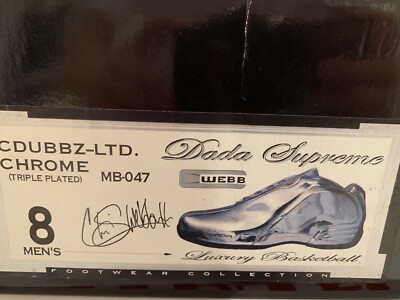 CDUBBZ-LTD.
CHROME
(TRIPLE PLATED) MB-047
Dada Supreme
WEBB
8
MEN'S
Luxury Basketball
FOOTWEAR COLLECTION